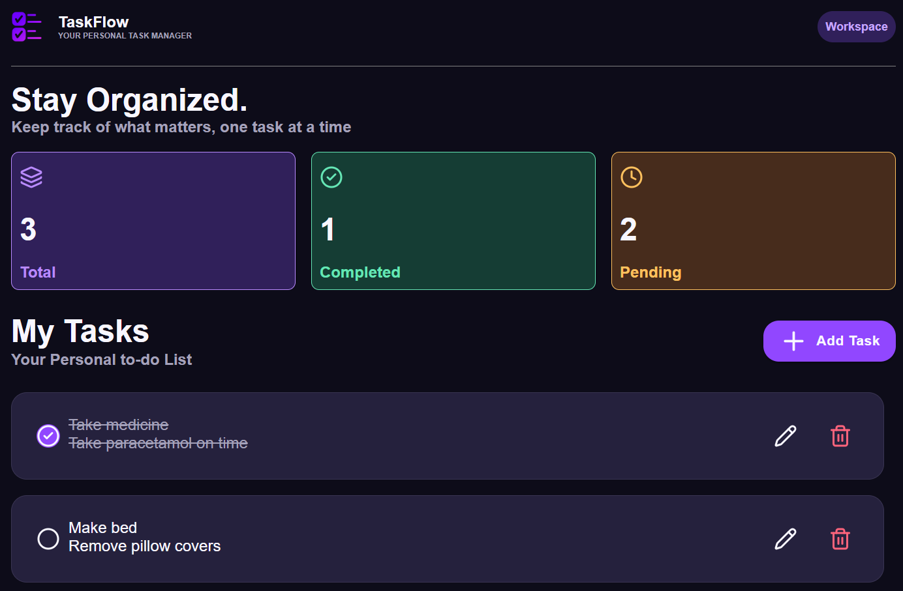 TaskFlow
YOUR PERSONAL TASK MANAGER
Workspace
Stay Organized.
Keep track of what matters, one task at a time
3
Total
1
Completed
2
Pending
My Tasks
Your Personal to-do List
Add Task
Take medicine
Take paracetamol on time
Make bed
Remove pillow covers